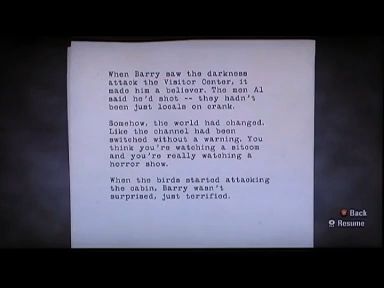 When Barry saw the darkness
attack the Visitor Center, it
made him a believer. The men Al
said he'd shot -- they hadn't
been just locals on crank.
Somehow, the world had changed.
Like the channel had been
switched without a warning. You
think you're watching a sitcom
and you're really watching a
horror show.
When the birds started attacking
the cabin, Barry wasn't
surprised, just terrified.
Back
Resume